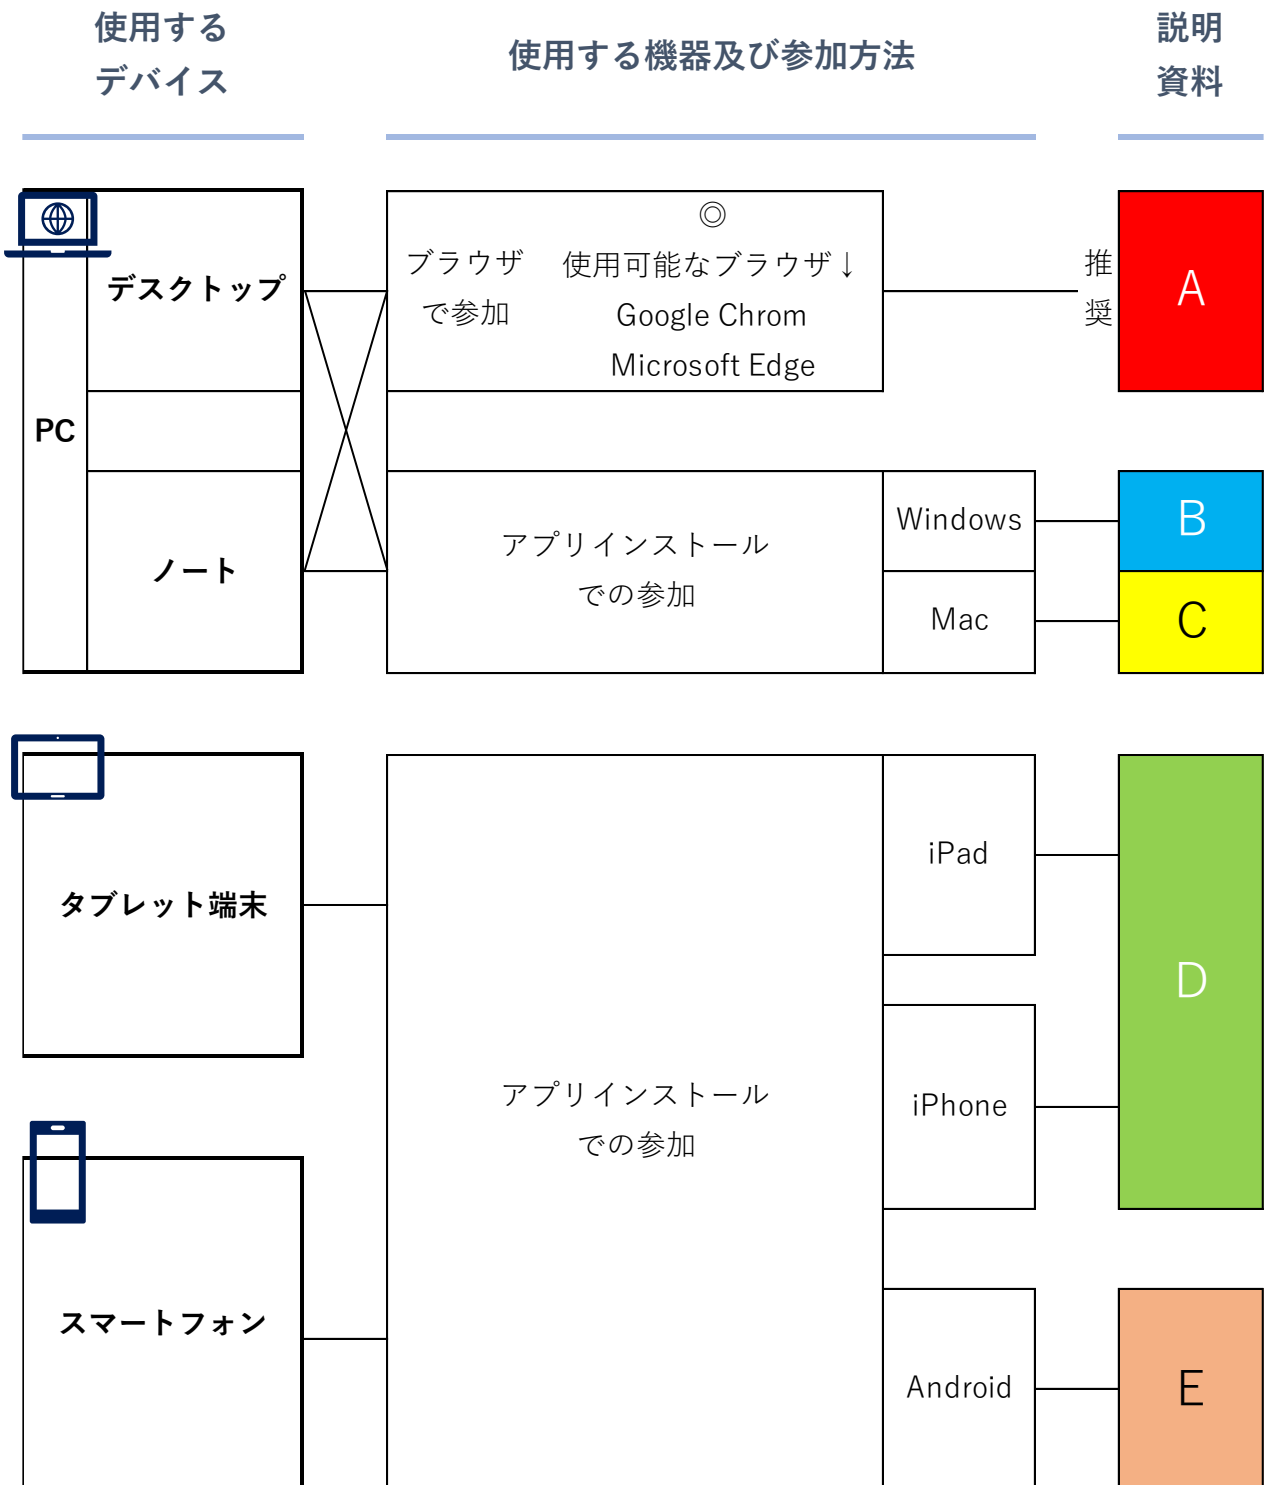 使用する
デバイス
使用する機器及び参加方法
説明
資料
PC
デスクトップ
ノート
ブラウザ
で参加
◎
使用可能なブラウザ↓
Google Chrom
Microsoft Edge
推
奨
A
アプリインストール
での参加
Windows
B
Mac
C
タブレット端末
スマートフォン
アプリインストール
での参加
iPad
iPhone
D
Android
E